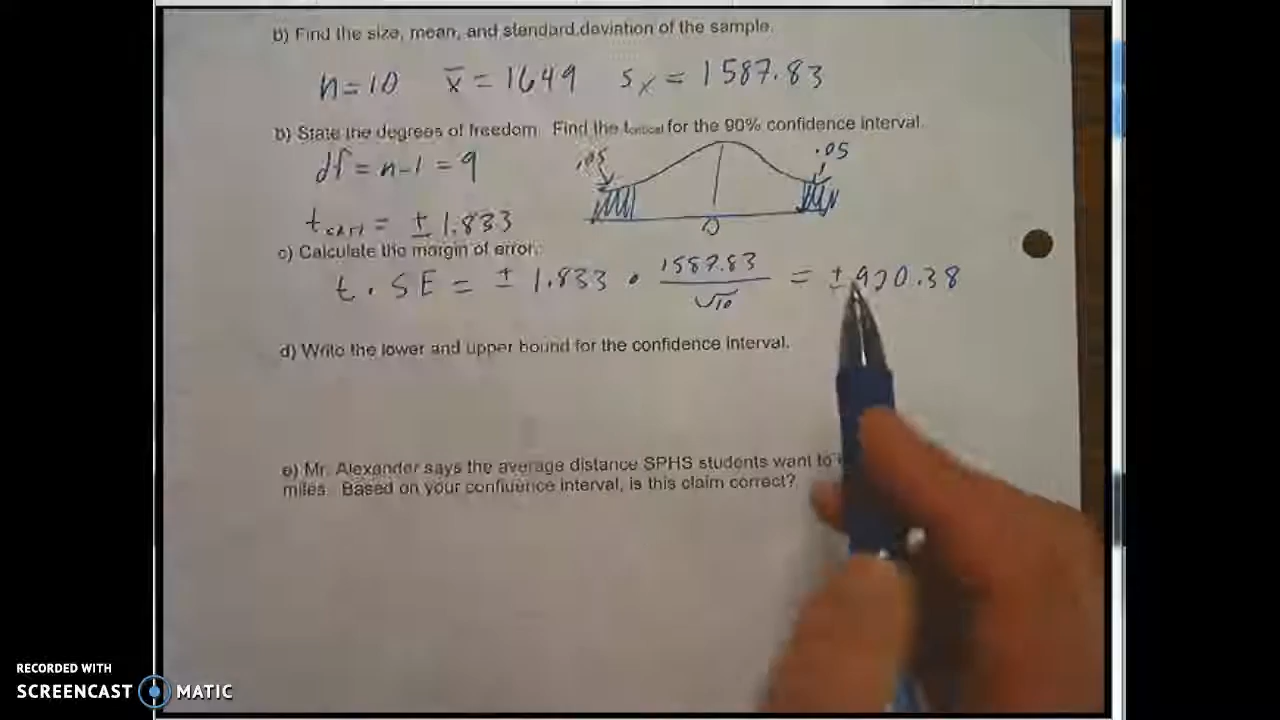 b) Find the size, mean, and standard deviation of the sample.
n=10 x̄ = 1649 sₓ = 1587.83
b) State the degrees of freedom. Find the t_critical for the 90% confidence interval.
.05 .05
df = n-1 = 9
t_crit = ± 1.833
0
c) Calculate the margin of error.
t . SE = ± 1.833 • 1587.83 / √10 = ±920.38
d) Write the lower and upper bound for the confidence interval.
e) Mr. Alexander says the average distance SPHS students want to
miles. Based on your confidence interval, is this claim correct?
RECORDED WITH
SCREENCAST MATIC